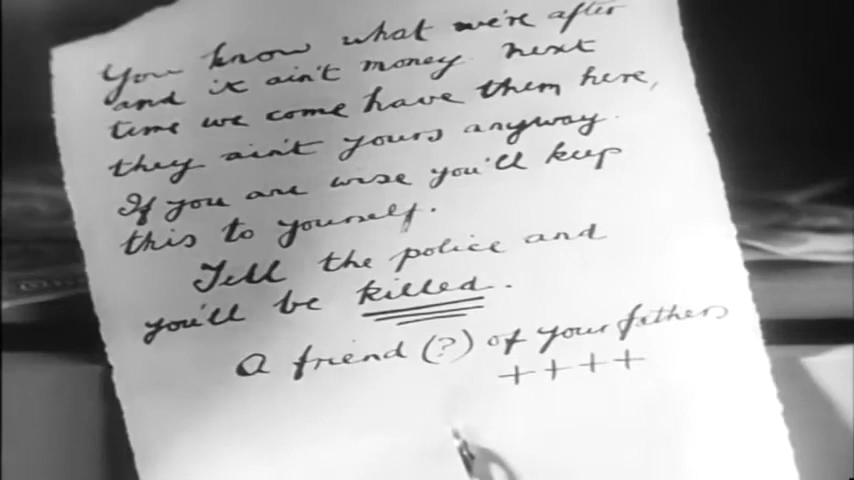 You know what we're after
and it ain't money next
time we come have them here,
they ain't yours anyway.
If you are wise you'll keep
this to yourself.
Tell the police and
you'll be killed.
A friend (?) of your fathers
++++